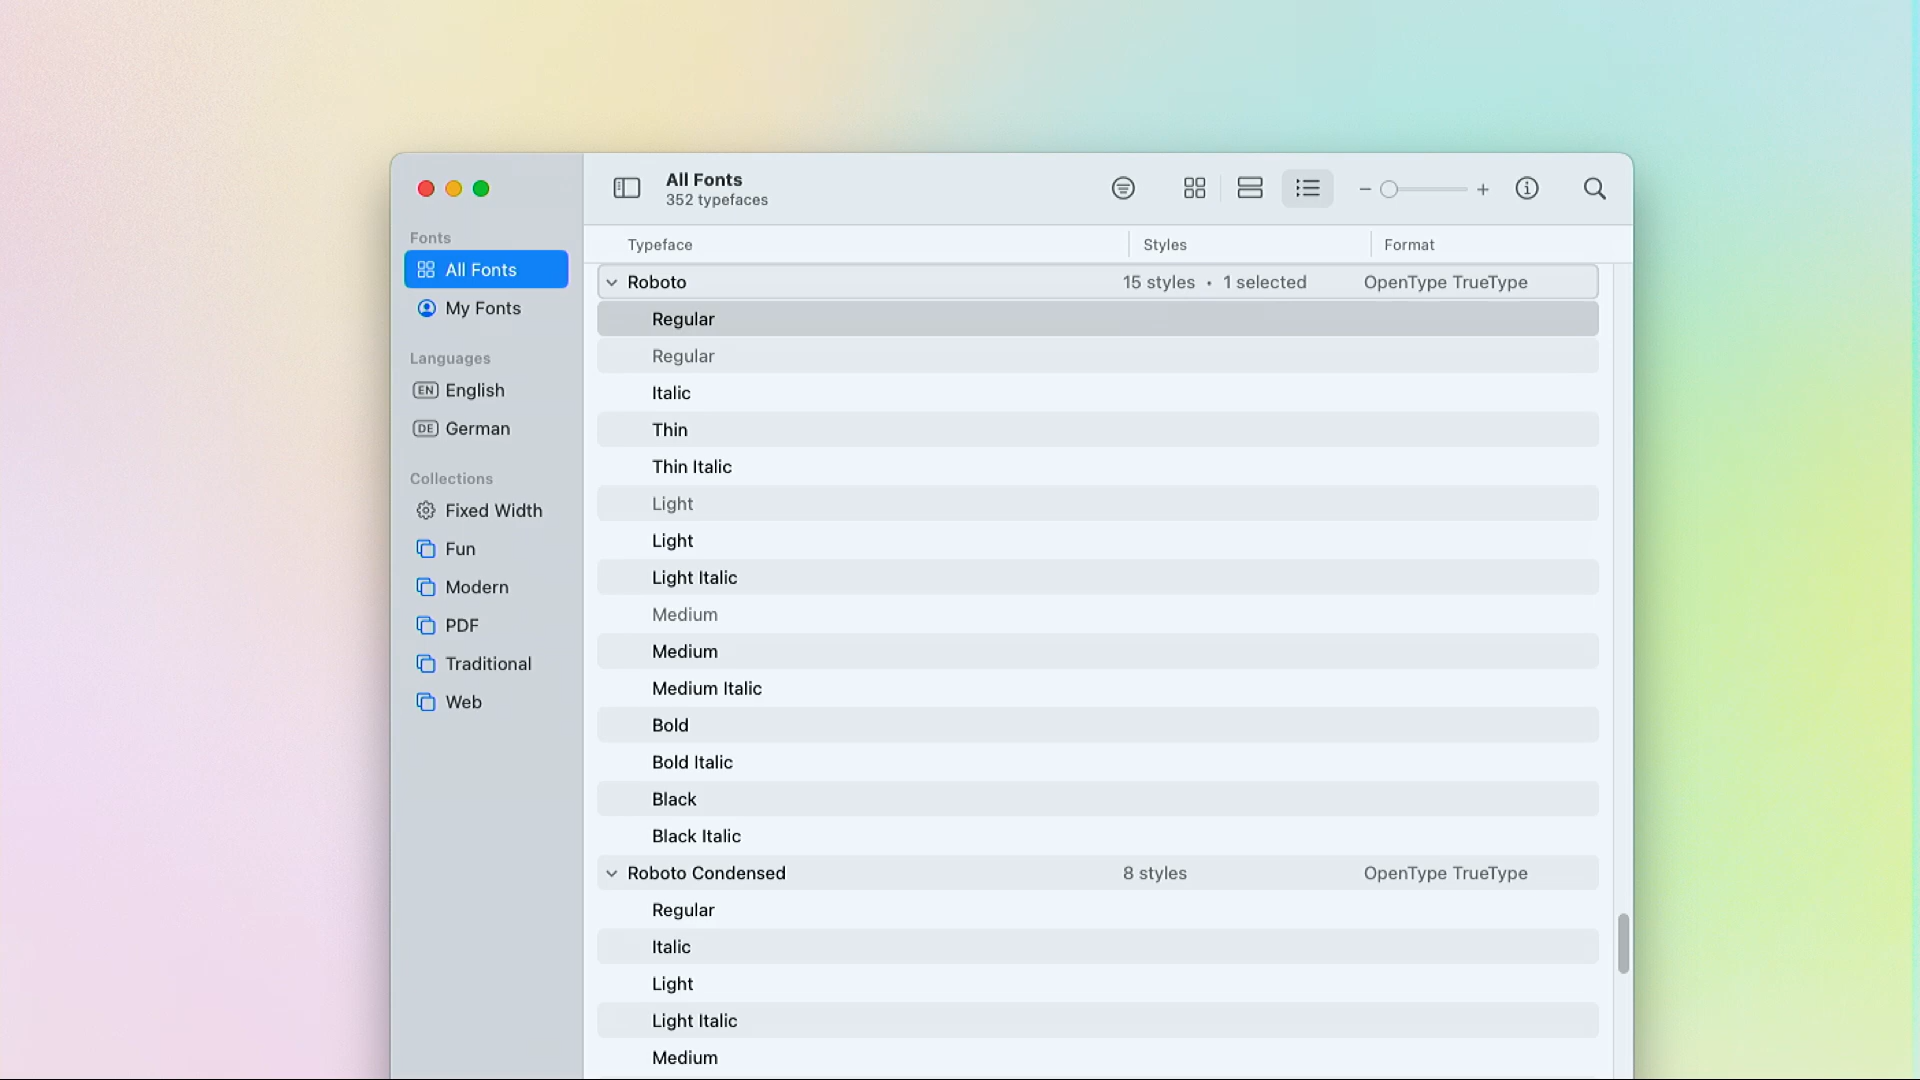 All Fonts
352 typefaces
Fonts
All Fonts
My Fonts
Languages
EN English
DE German
Collections
Fixed Width
Fun
Modern
PDF
Traditional
Web
Typeface Styles Format
Roboto 15 styles • 1 selected OpenType TrueType
Regular
Regular
Italic
Thin
Thin Italic
Light
Light
Light Italic
Medium
Medium
Medium Italic
Bold
Bold Italic
Black
Black Italic
Roboto Condensed 8 styles OpenType TrueType
Regular
Italic
Light
Light Italic
Medium